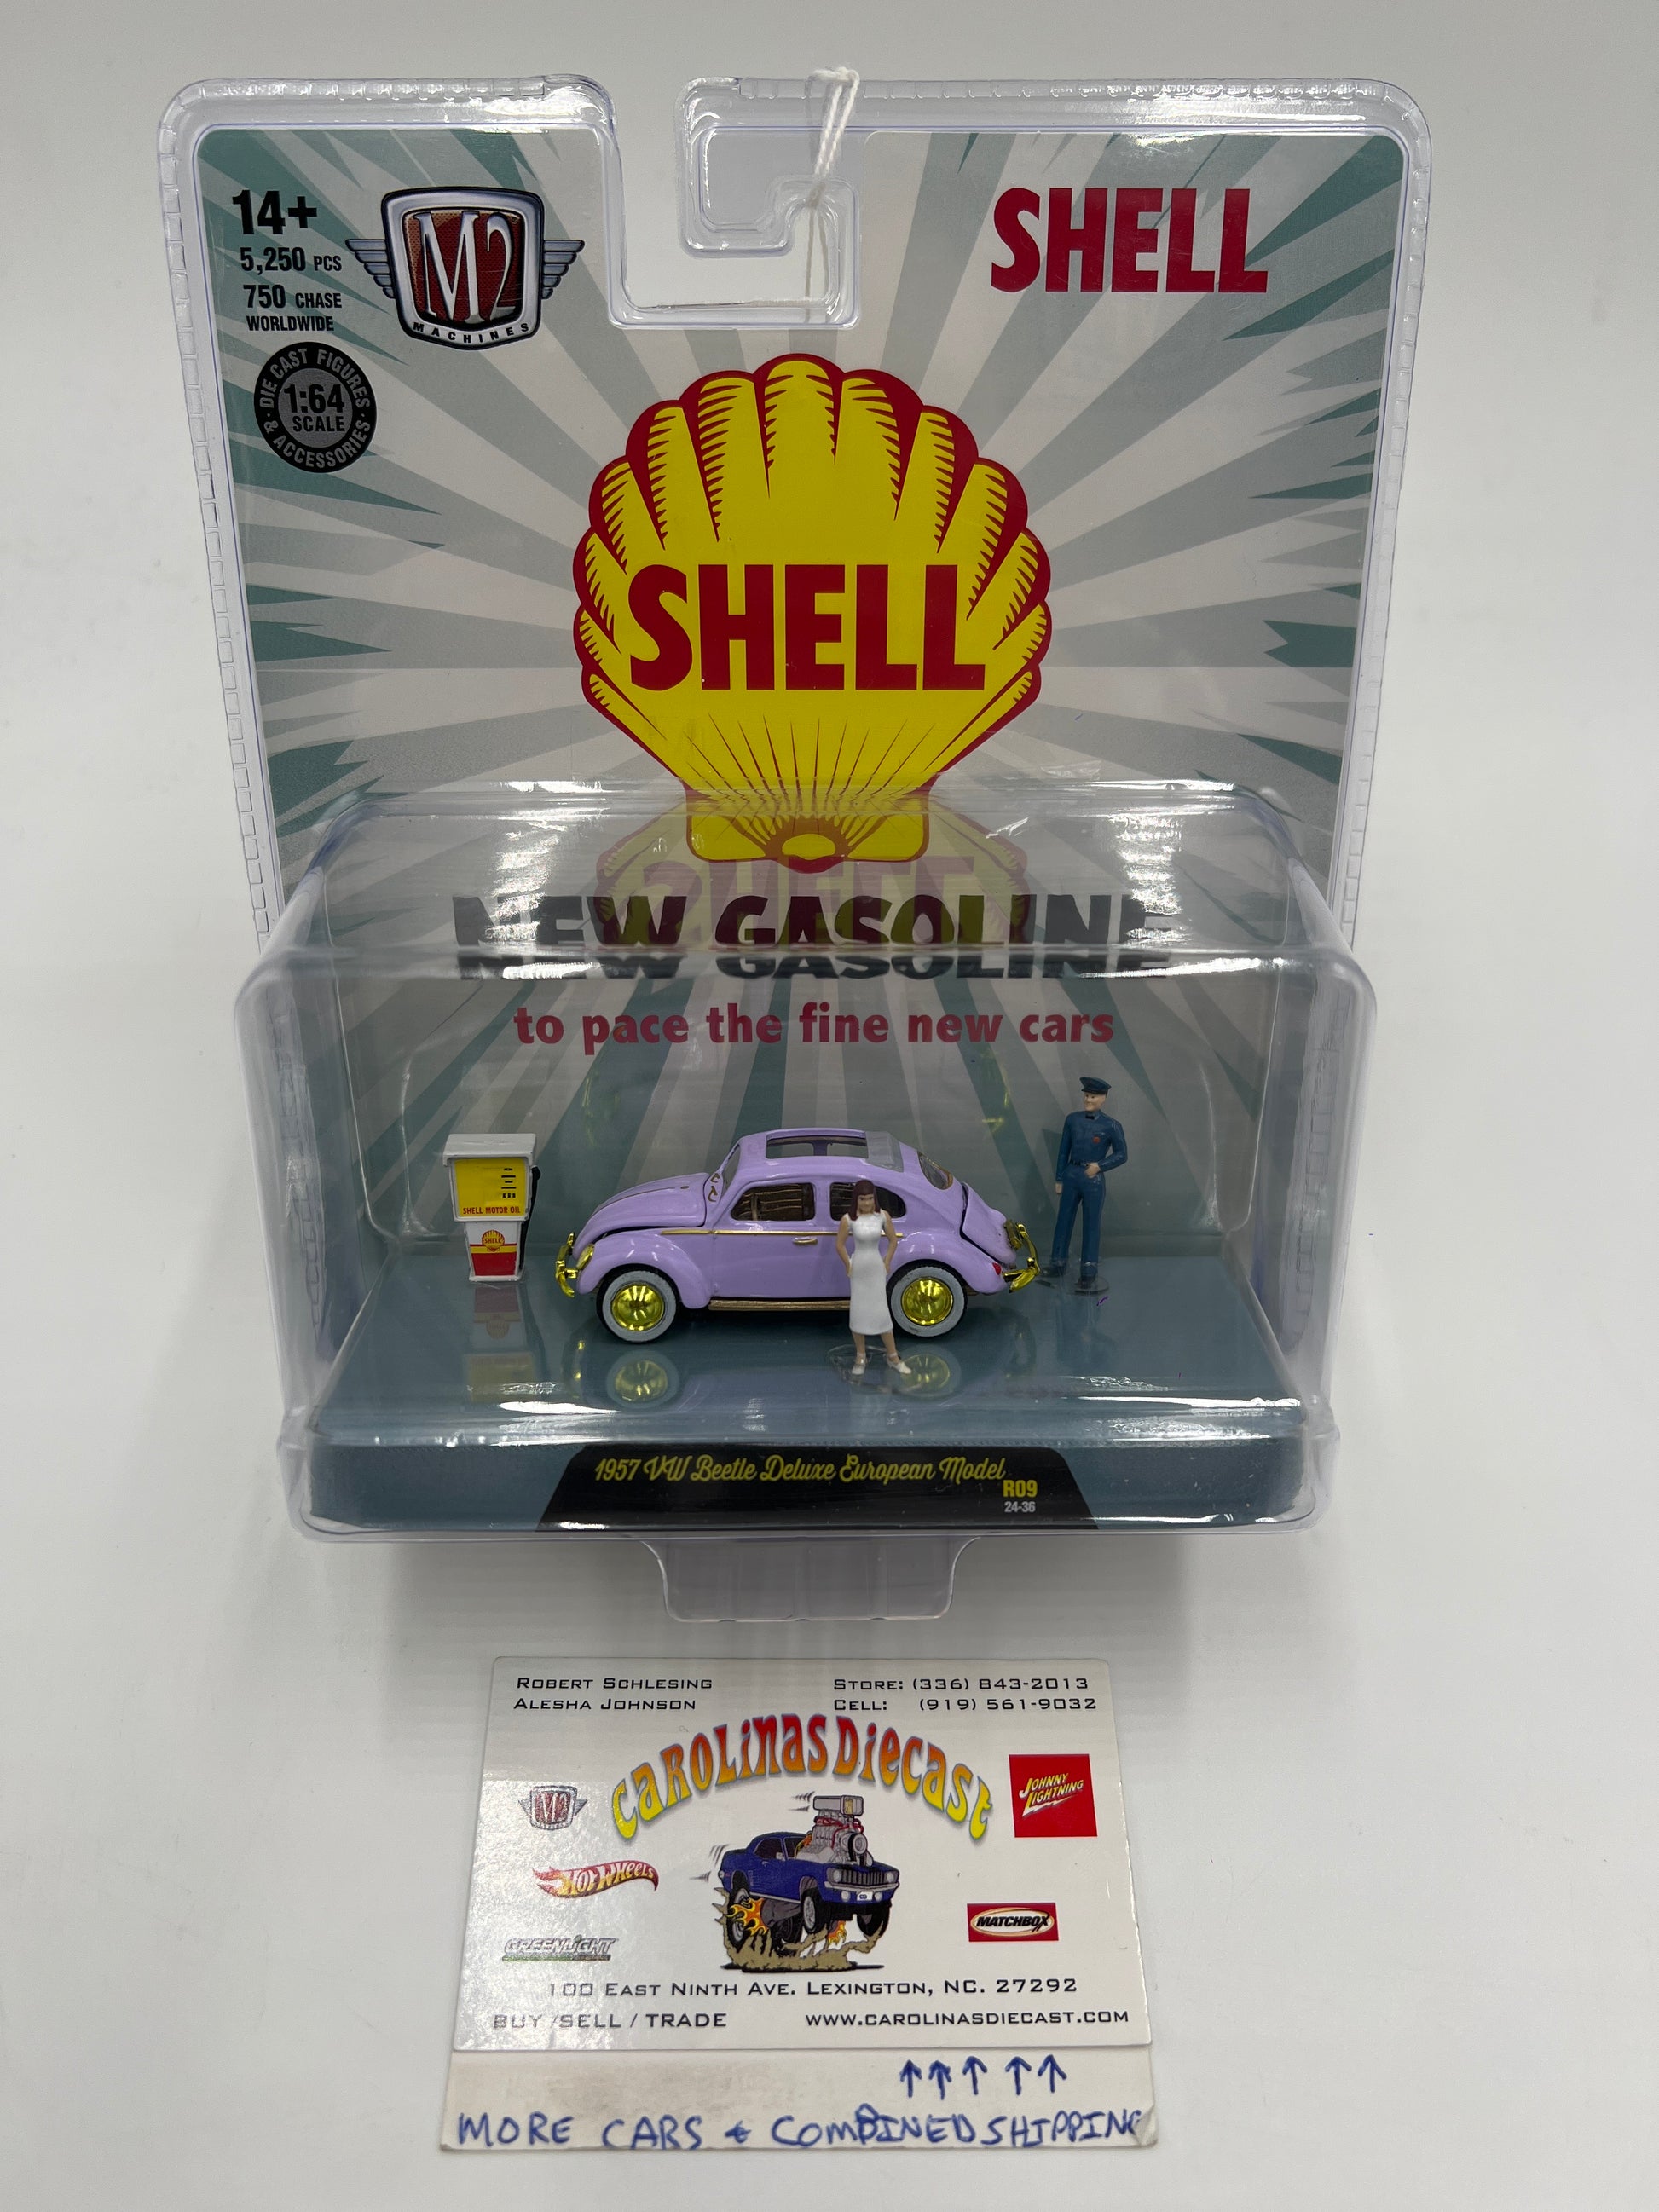 14+
5,250 PCS
750 CHASE
WORLDWIDE
M2
MACHINES
DIE CAST FIGURES
1:64
SCALE
& ACCESSORIES
SHELL
SHELL
NEW GASOLINE
to pace the fine new cars
SHELL MOTOR OIL
SHELL
1957 VW Beetle Deluxe European Model
R09
24-36
ROBERT SCHLESING
ALESHA JOHNSON
STORE: (336) 843-2013
CELL: (919) 561-9032
CAROLINAS DIECAST
M2
JOHNNY
LIGHTNING
HOT WHEELS
MATCHBOX
GREENLIGHT
100 EAST NINTH AVE. LEXINGTON, NC. 27292
BUY /SELL / TRADE
WWW.CAROLINASDIECAST.COM
↑↑↑ ↑↑
MORE CARS & COMBINED SHIPPING